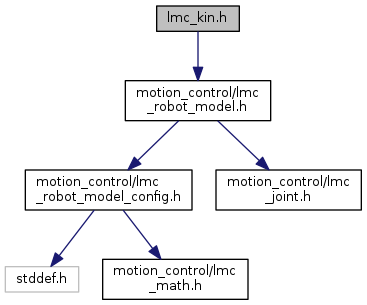 lmc_kin.h
motion_control/lmc
_robot_model.h
motion_control/lmc
_robot_model_config.h
motion_control/lmc
_joint.h
stddef.h
motion_control/lmc
_math.h